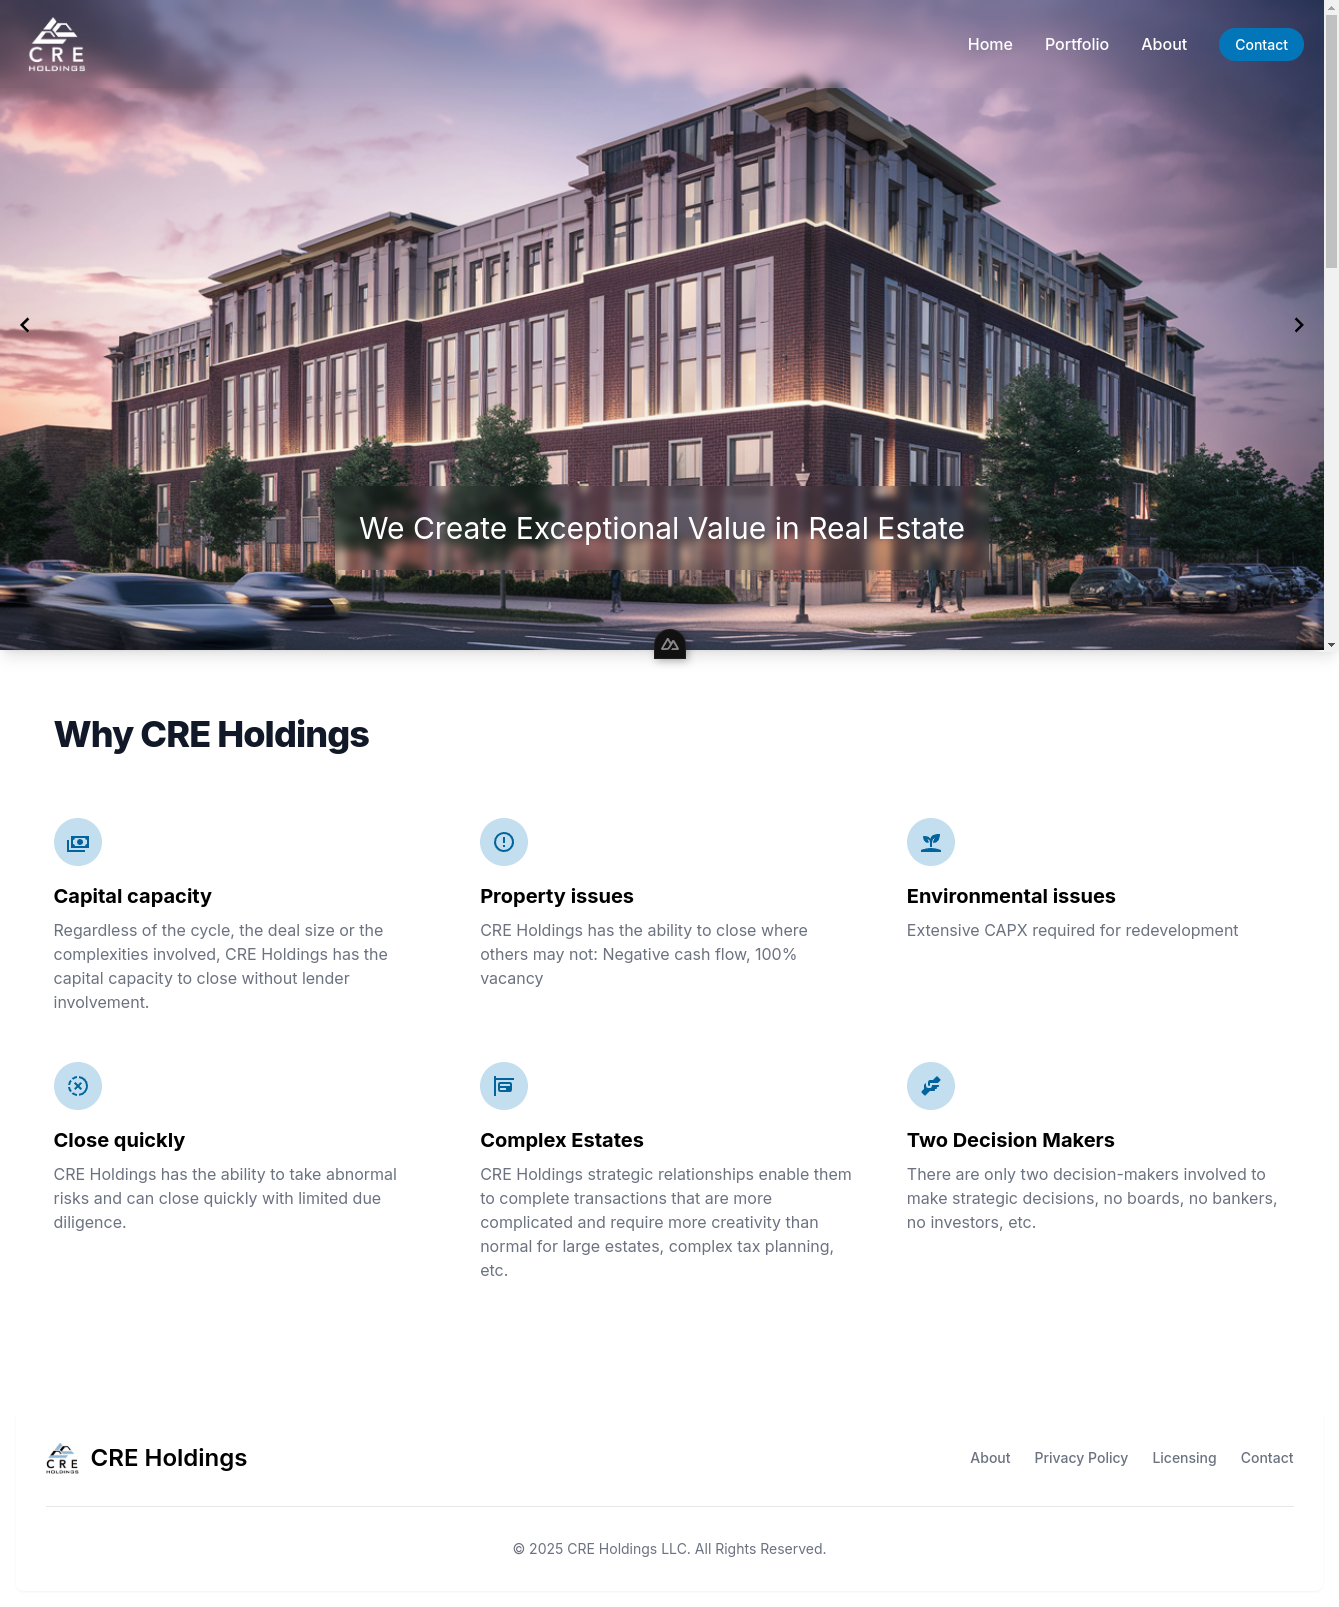 CRE
HOLDINGS
Home Portfolio About Contact
We Create Exceptional Value in Real Estate
Why CRE Holdings
Capital capacity
Regardless of the cycle, the deal size or the
complexities involved, CRE Holdings has the
capital capacity to close without lender
involvement.
Property issues
CRE Holdings has the ability to close where
others may not: Negative cash flow, 100%
vacancy
Environmental issues
Extensive CAPX required for redevelopment
Close quickly
CRE Holdings has the ability to take abnormal
risks and can close quickly with limited due
diligence.
Complex Estates
CRE Holdings strategic relationships enable them
to complete transactions that are more
complicated and require more creativity than
normal for large estates, complex tax planning,
etc.
Two Decision Makers
There are only two decision-makers involved to
make strategic decisions, no boards, no bankers,
no investors, etc.
CRE
HOLDINGS
CRE Holdings
About Privacy Policy Licensing Contact
© 2025 CRE Holdings LLC. All Rights Reserved.